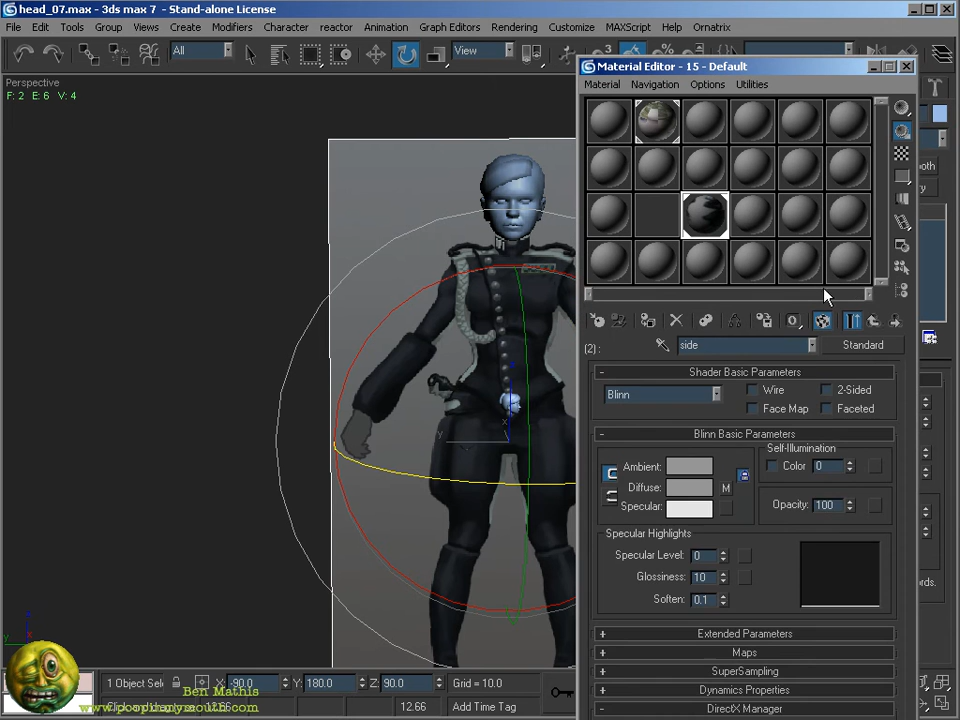 head_07.max - 3ds max 7 - Stand-alone License
File Edit Tools Group Views Create Modifiers Character reactor Animation Graph Editors Rendering Customize MAXScript Help Ornatrix
All View
Material Editor - 15 - Default
Material Navigation Options Utilities
Perspective
F: 2 E: 6 V: 4
(2) : side Standard
- Shader Basic Parameters
Blinn Wire 2-Sided
Face Map Faceted
- Blinn Basic Parameters
Self-Illumination
Ambient: Color 0
Diffuse: M
Specular: Opacity: 100
Specular Highlights
Specular Level: 0
Glossiness: 10
Soften: 0.1
+ Extended Parameters
+ Maps
+ SuperSampling
+ Dynamics Properties
+ DirectX Manager
x y
z y
1 Object Sele X: -90.0 Y: 180.0 Z: 90.0 Grid = 10.0
Ben Mathis
www.poopinmymouth.com
12.66 Add Time Tag